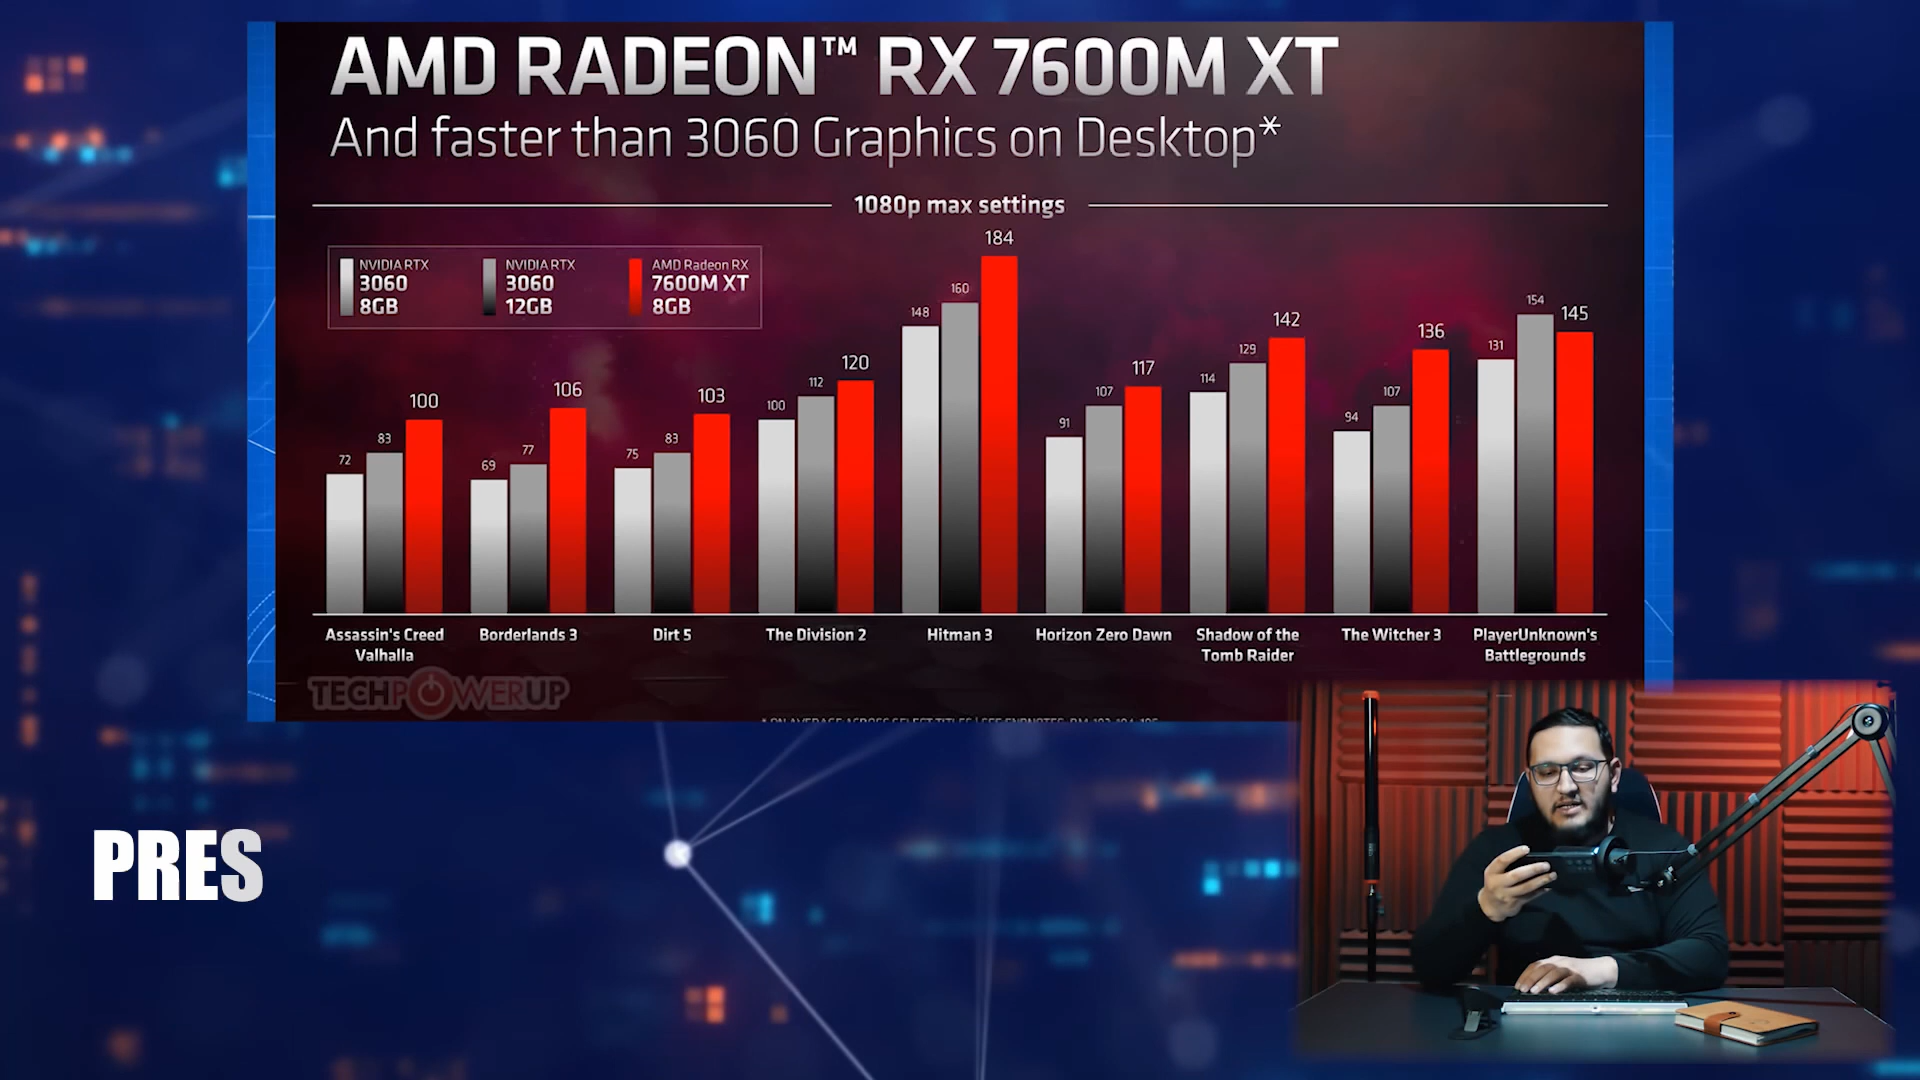 AMD RADEON™ RX 7600M XT
And faster than 3060 Graphics on Desktop*
1080p max settings
NVIDIA RTX
3060
8GB
NVIDIA RTX
3060
12GB
AMD Radeon RX
7600M XT
8GB
72
83
100
69
77
106
75
83
103
100
112
120
148
160
184
91
107
117
114
129
142
94
107
136
131
154
145
Assassin's Creed
Valhalla
Borderlands 3
Dirt 5
The Division 2
Hitman 3
Horizon Zero Dawn
Shadow of the
Tomb Raider
The Witcher 3
PlayerUnknown's
Battlegrounds
TECHPOWERUP
PRES